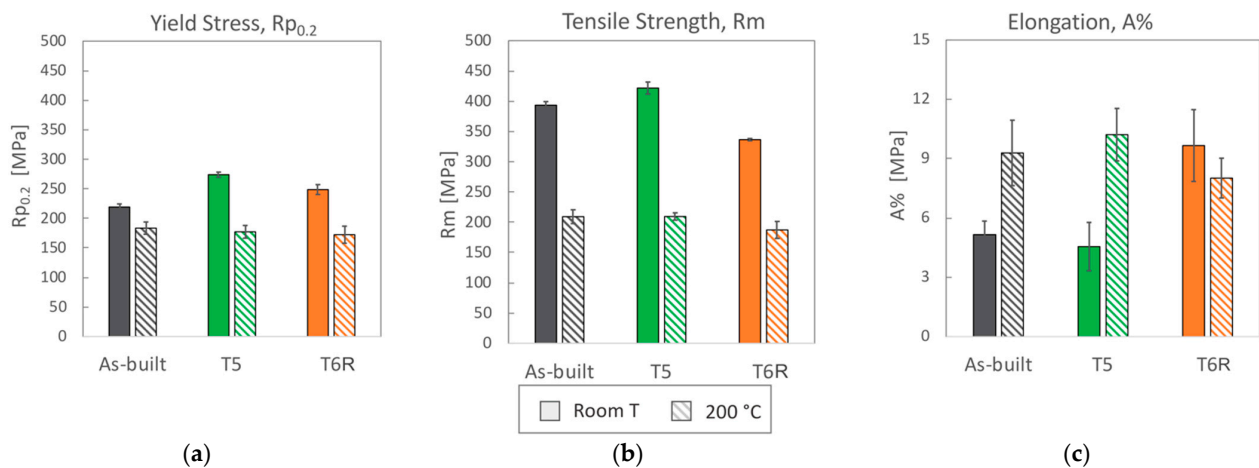 Yield Stress, Rp0.2
Rp0.2 [MPa]
500
450
400
350
300
250
200
150
100
50
0
As-built T5 T6R
(a)
Tensile Strength, Rm
Rm [MPa]
500
450
400
350
300
250
200
150
100
50
0
As-built T5 T6R
Room T 200 °C
(b)
Elongation, A%
A% [MPa]
15
12
9
6
3
0
As-built T5 T6R
(c)